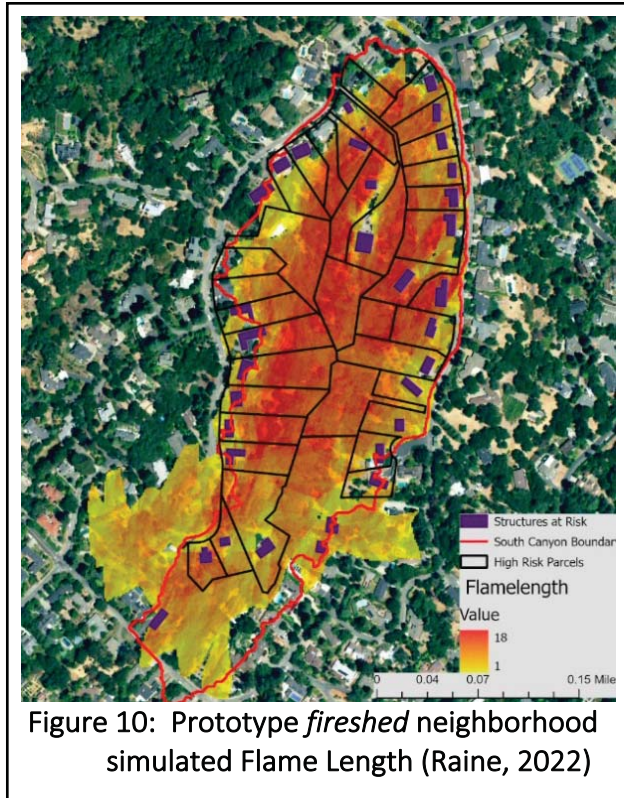 Structures at Risk
South Canyon Boundar
High Risk Parcels
Flamelength
Value
18
1
0 0.04 0.07 0.15 Mile
Figure 10: Prototype fireshed neighborhood
simulated Flame Length (Raine, 2022)